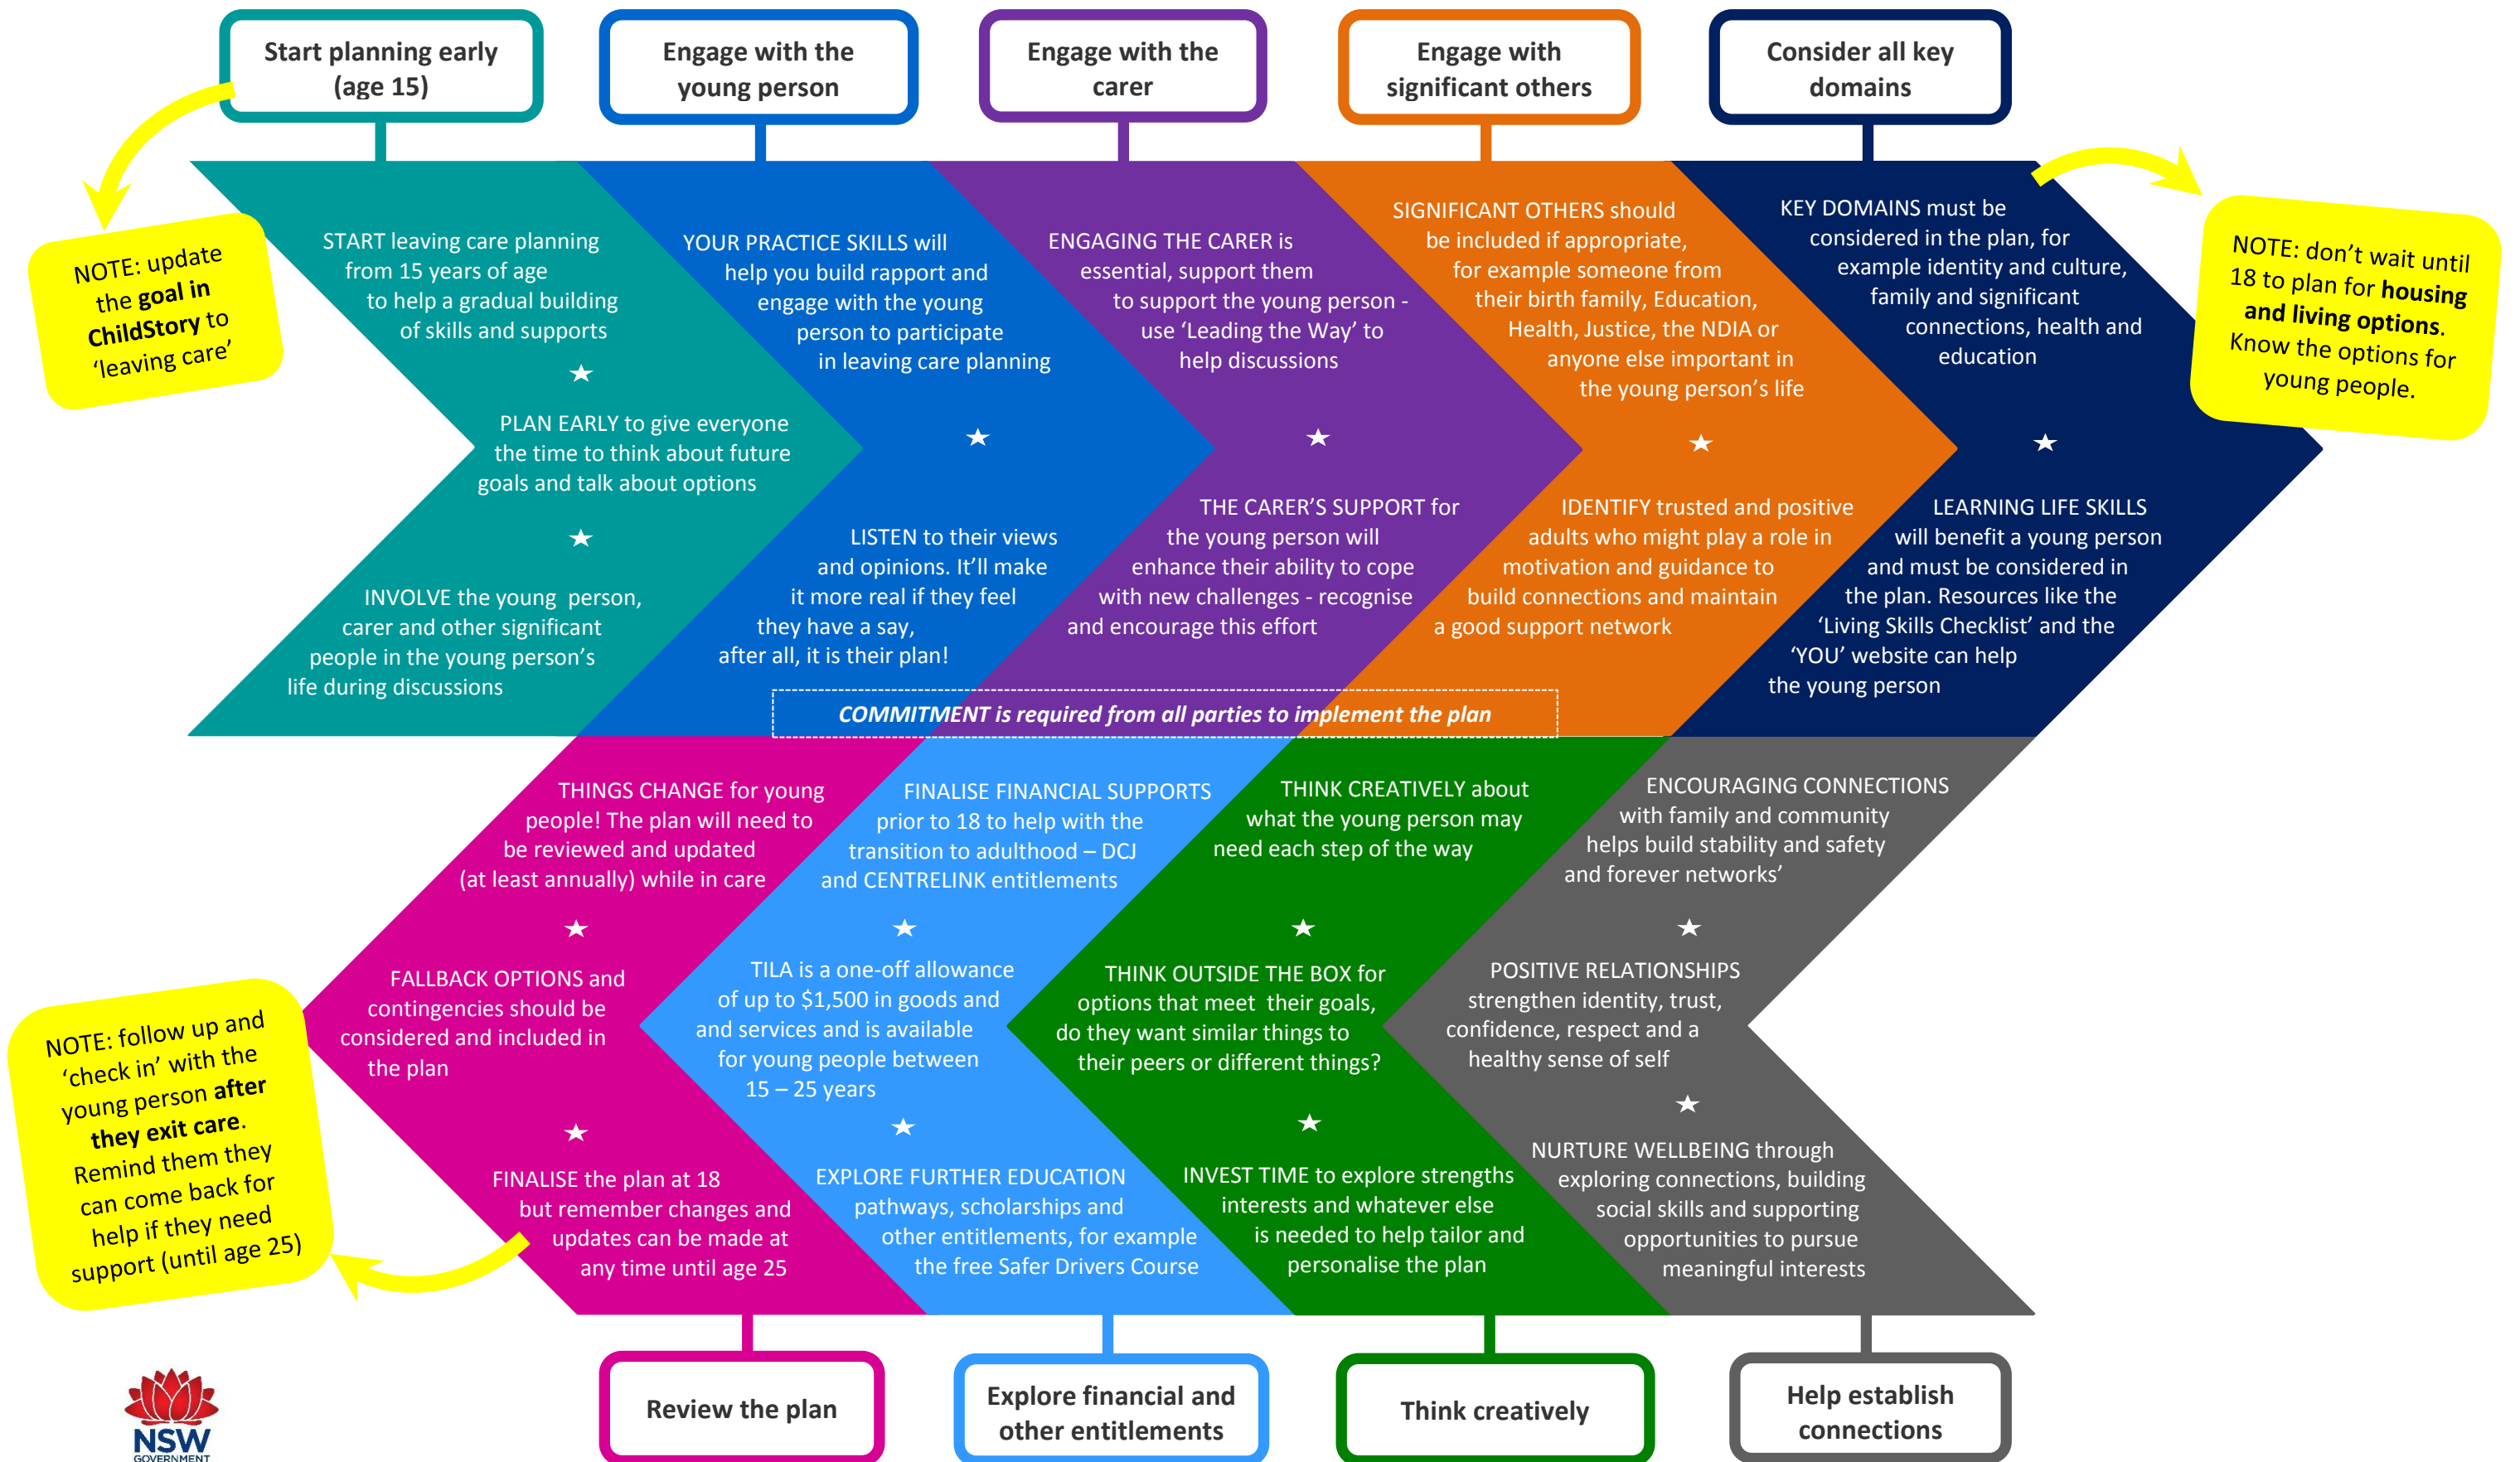 Start planning early
(age 15)
Engage with the
young person
Engage with the
carer
Engage with
significant others
Consider all key
domains
NOTE: update
the goal in
ChildStory to
‘leaving care’
START leaving care planning
from 15 years of age
to help a gradual building
of skills and supports
PLAN EARLY to give everyone
the time to think about future
goals and talk about options
INVOLVE the young person,
carer and other significant
people in the young person’s
life during discussions
YOUR PRACTICE SKILLS will
help you build rapport and
engage with the young
person to participate
in leaving care planning
LISTEN to their views
and opinions. It’ll make
it more real if they feel
they have a say,
after all, it is their plan!
ENGAGING THE CARER is
essential, support them
to support the young person -
use ‘Leading the Way’ to
help discussions
THE CARER’S SUPPORT for
the young person will
enhance their ability to cope
with new challenges - recognise
and encourage this effort
SIGNIFICANT OTHERS should
be included if appropriate,
for example someone from
their birth family, Education,
Health, Justice, the NDIA or
anyone else important in
the young person’s life
IDENTIFY trusted and positive
adults who might play a role in
motivation and guidance to
build connections and maintain
a good support network
KEY DOMAINS must be
considered in the plan, for
example identity and culture,
family and significant
connections, health and
education
LEARNING LIFE SKILLS
will benefit a young person
and must be considered in
the plan. Resources like the
‘Living Skills Checklist’ and the
‘YOU’ website can help
the young person
NOTE: don’t wait until
18 to plan for housing
and living options.
Know the options for
young people.
COMMITMENT is required from all parties to implement the plan
THINGS CHANGE for young
people! The plan will need to
be reviewed and updated
(at least annually) while in care
FALLBACK OPTIONS and
contingencies should be
considered and included in
the plan
FINALISE the plan at 18
but remember changes and
updates can be made at
any time until age 25
NOTE: follow up and
‘check in’ with the
young person after
they exit care.
Remind them they
can come back for
help if they need
support (until age 25)
FINALISE FINANCIAL SUPPORTS
prior to 18 to help with the
transition to adulthood – DCJ
and CENTRELINK entitlements
TILA is a one-off allowance
of up to $1,500 in goods and
and services and is available
for young people between
15 – 25 years
EXPLORE FURTHER EDUCATION
pathways, scholarships and
other entitlements, for example
the free Safer Drivers Course
THINK CREATIVELY about
what the young person may
need each step of the way
THINK OUTSIDE THE BOX for
options that meet their goals,
do they want similar things to
their peers or different things?
INVEST TIME to explore strengths
interests and whatever else
is needed to help tailor and
personalise the plan
ENCOURAGING CONNECTIONS
with family and community
helps build stability and safety
and forever networks’
POSITIVE RELATIONSHIPS
strengthen identity, trust,
confidence, respect and a
healthy sense of self
NURTURE WELLBEING through
exploring connections, building
social skills and supporting
opportunities to pursue
meaningful interests
Review the plan
Explore financial and
other entitlements
Think creatively
Help establish
connections
NSW
GOVERNMENT